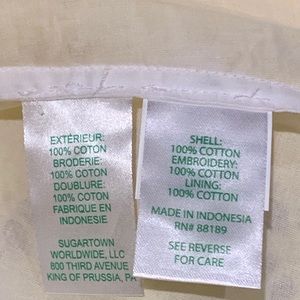 EXTÉRIEUR:
100% COTON
BRODERIE:
100% COTON
DOUBLURE:
100% COTON
FABRIQUE EN
INDONESIE
SUGARTOWN
WORLDWIDE, LLC
800 THIRD AVENUE
KING OF PRUSSIA, PA
SHELL:
100% COTTON
EMBROIDERY:
100% COTTON
LINING:
100% COTTON
MADE IN INDONESIA
RN# 88189
SEE REVERSE
FOR CARE